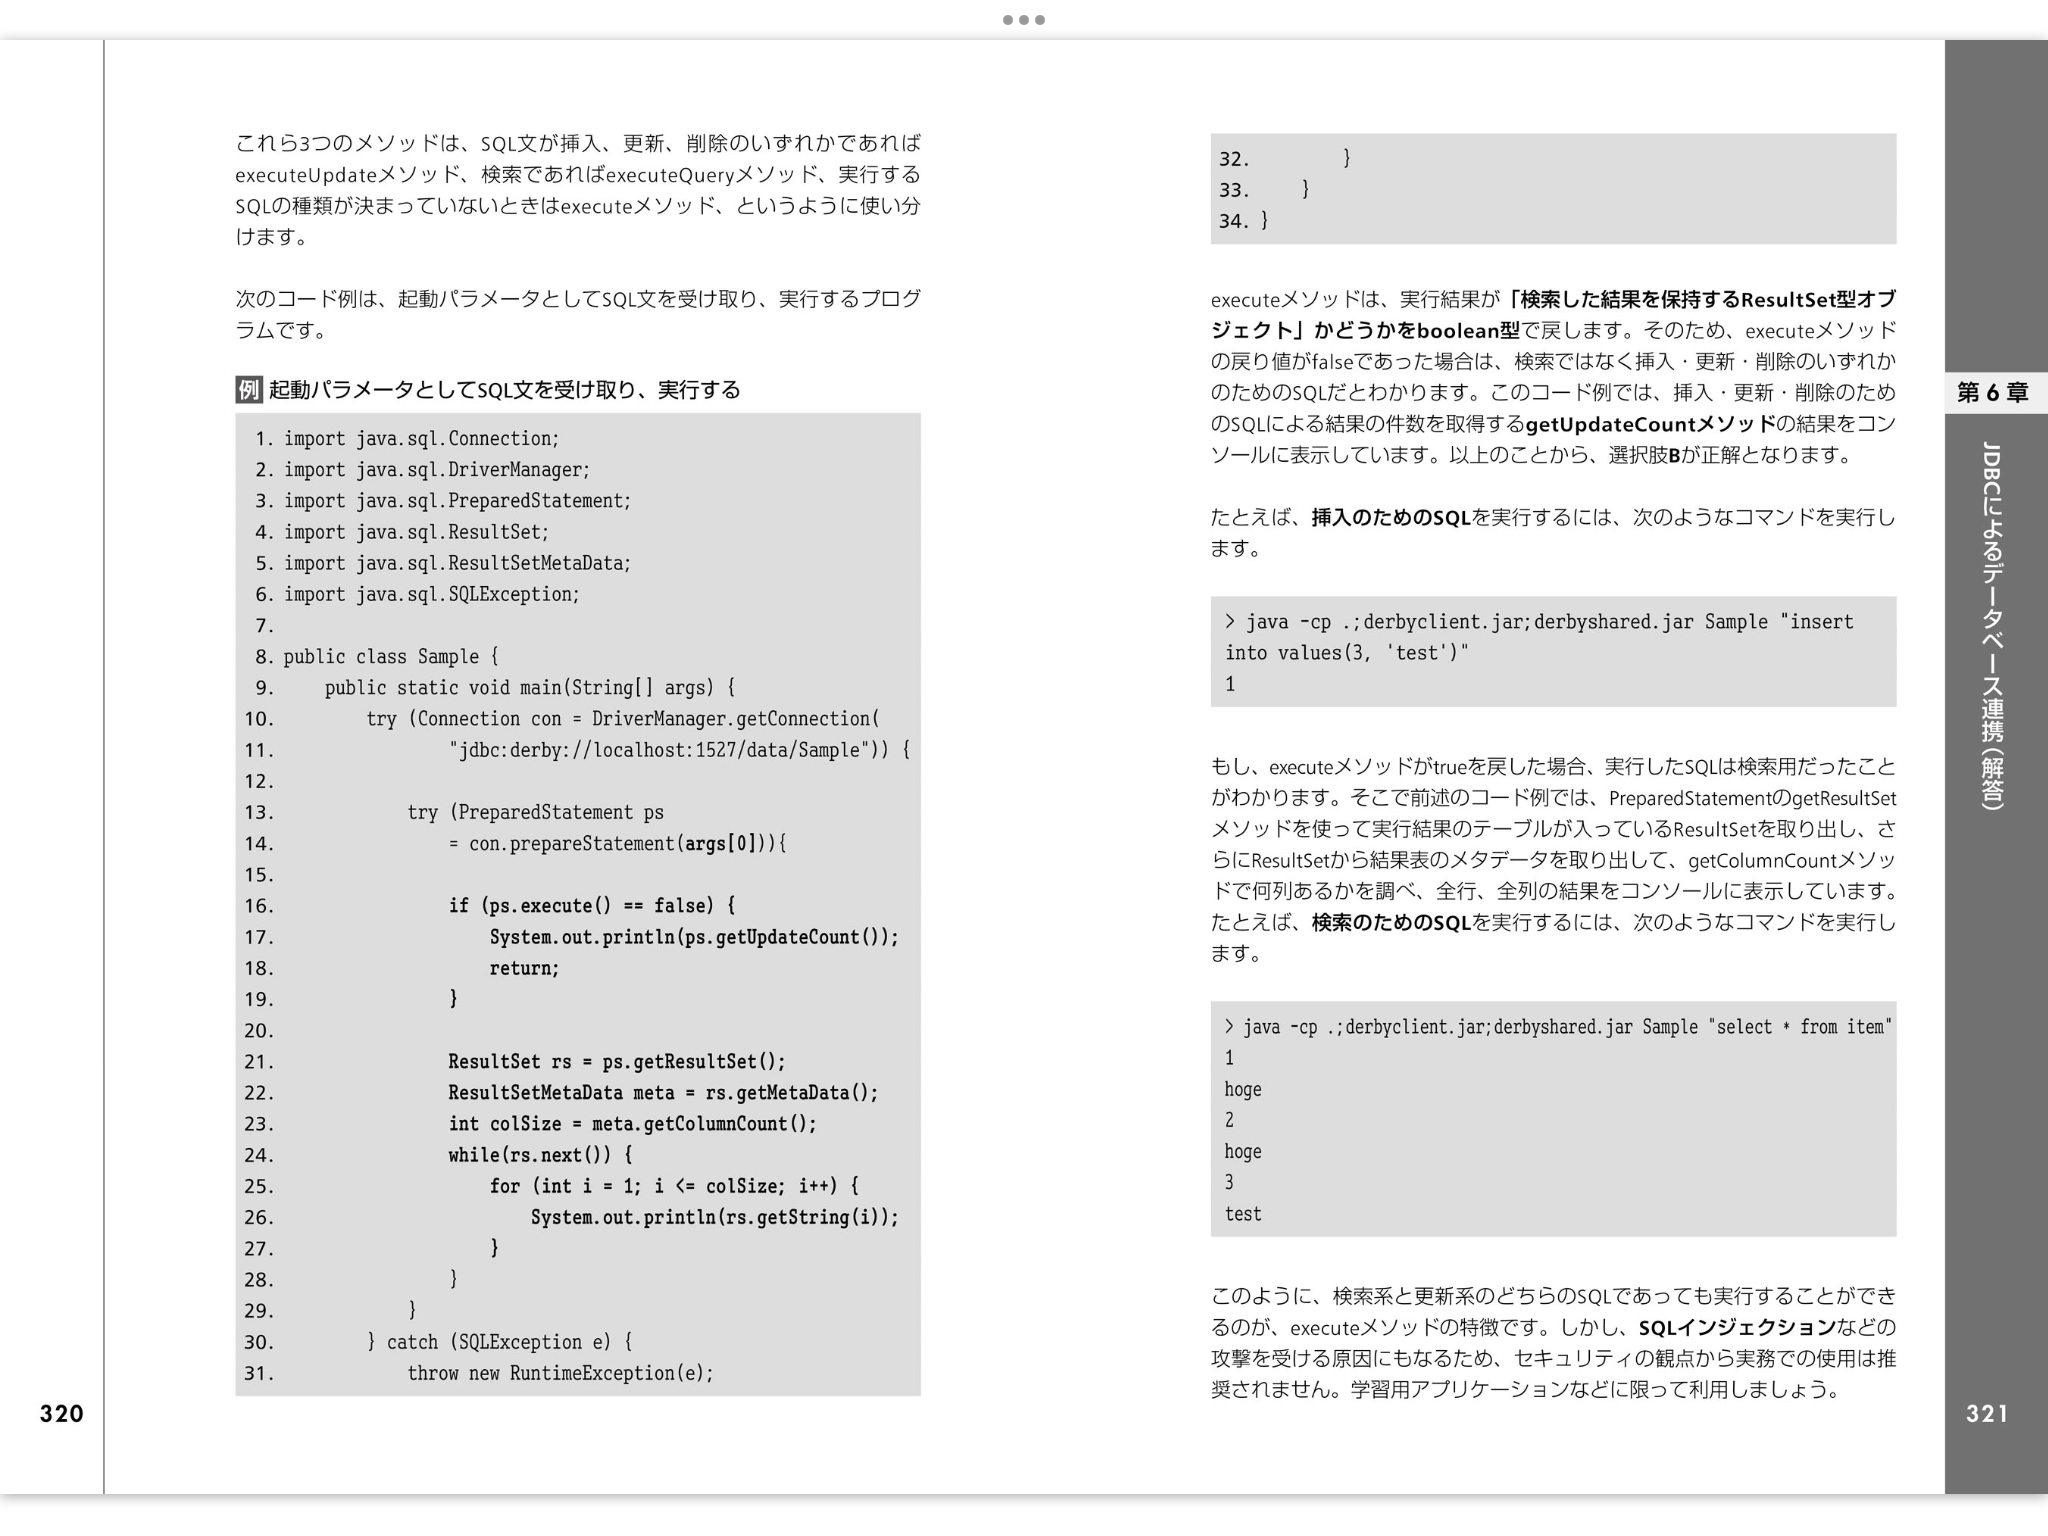 これら3つのメソッドは、SQL文が挿入、更新、削除のいずれかであれば
executeUpdateメソッド、検索であればexecuteQueryメソッド、実行する
SQLの種類が決まっていないときはexecuteメソッド、というように使い分
けます。
次のコード例は、起動パラメータとしてSQL文を受け取り、実行するプログ
ラムです。
例 起動パラメータとしてSQL文を受け取り、実行する
1. import java.sql.Connection;
2. import java.sql.DriverManager;
3. import java.sql.PreparedStatement;
4. import java.sql.ResultSet;
5. import java.sql.ResultSetMetaData;
6. import java.sql.SQLException;
7.
8. public class Sample {
9.     public static void main(String[] args) {
10.         try (Connection con = DriverManager.getConnection(
11.                 "jdbc:derby://localhost:1527/data/Sample")) {
12.
13.             try (PreparedStatement ps
14.                 = con.prepareStatement(args[0])){
15.
16.                 if (ps.execute() == false) {
17.                     System.out.println(ps.getUpdateCount());
18.                     return;
19.                 }
20.
21.                 ResultSet rs = ps.getResultSet();
22.                 ResultSetMetaData meta = rs.getMetaData();
23.                 int colSize = meta.getColumnCount();
24.                 while(rs.next()) {
25.                     for (int i = 1; i <= colSize; i++) {
26.                         System.out.println(rs.getString(i));
27.                     }
28.                 }
29.             }
30.         } catch (SQLException e) {
31.             throw new RuntimeException(e);
320
32.         }
33.     }
34. }
executeメソッドは、実行結果が「検索した結果を保持するResultSet型オブ
ジェクト」かどうかをboolean型で戻します。そのため、executeメソッド
の戻り値がfalseであった場合は、検索ではなく挿入・更新・削除のいずれか
のためのSQLだとわかります。このコード例では、挿入・更新・削除のため
のSQLによる結果の件数を取得するgetUpdateCountメソッドの結果をコン
ソールに表示しています。以上のことから、選択肢Bが正解となります。
たとえば、挿入のためのSQLを実行するには、次のようなコマンドを実行し
ます。
> java -cp .;derbyclient.jar;derbyshared.jar Sample "insert
into values(3, 'test')"
1
もし、executeメソッドがtrueを戻した場合、実行したSQLは検索用だったこと
がわかります。そこで前述のコード例では、PreparedStatementのgetResultSet
メソッドを使って実行結果のテーブルが入っているResultSetを取り出し、さ
らにResultSetから結果表のメタデータを取り出して、getColumnCountメソッ
ドで何列あるかを調べ、全行、全列の結果をコンソールに表示しています。
たとえば、検索のためのSQLを実行するには、次のようなコマンドを実行し
ます。
> java -cp .;derbyclient.jar;derbyshared.jar Sample "select * from item"
1
hoge
2
hoge
3
test
このように、検索系と更新系のどちらのSQLであっても実行することができ
るのが、executeメソッドの特徴です。しかし、SQLインジェクションなどの
攻撃を受ける原因にもなるため、セキュリティの観点から実務での使用は推
奨されません。学習用アプリケーションなどに限って利用しましょう。
第6章
JDBCによるデータベース連携（解答）
321